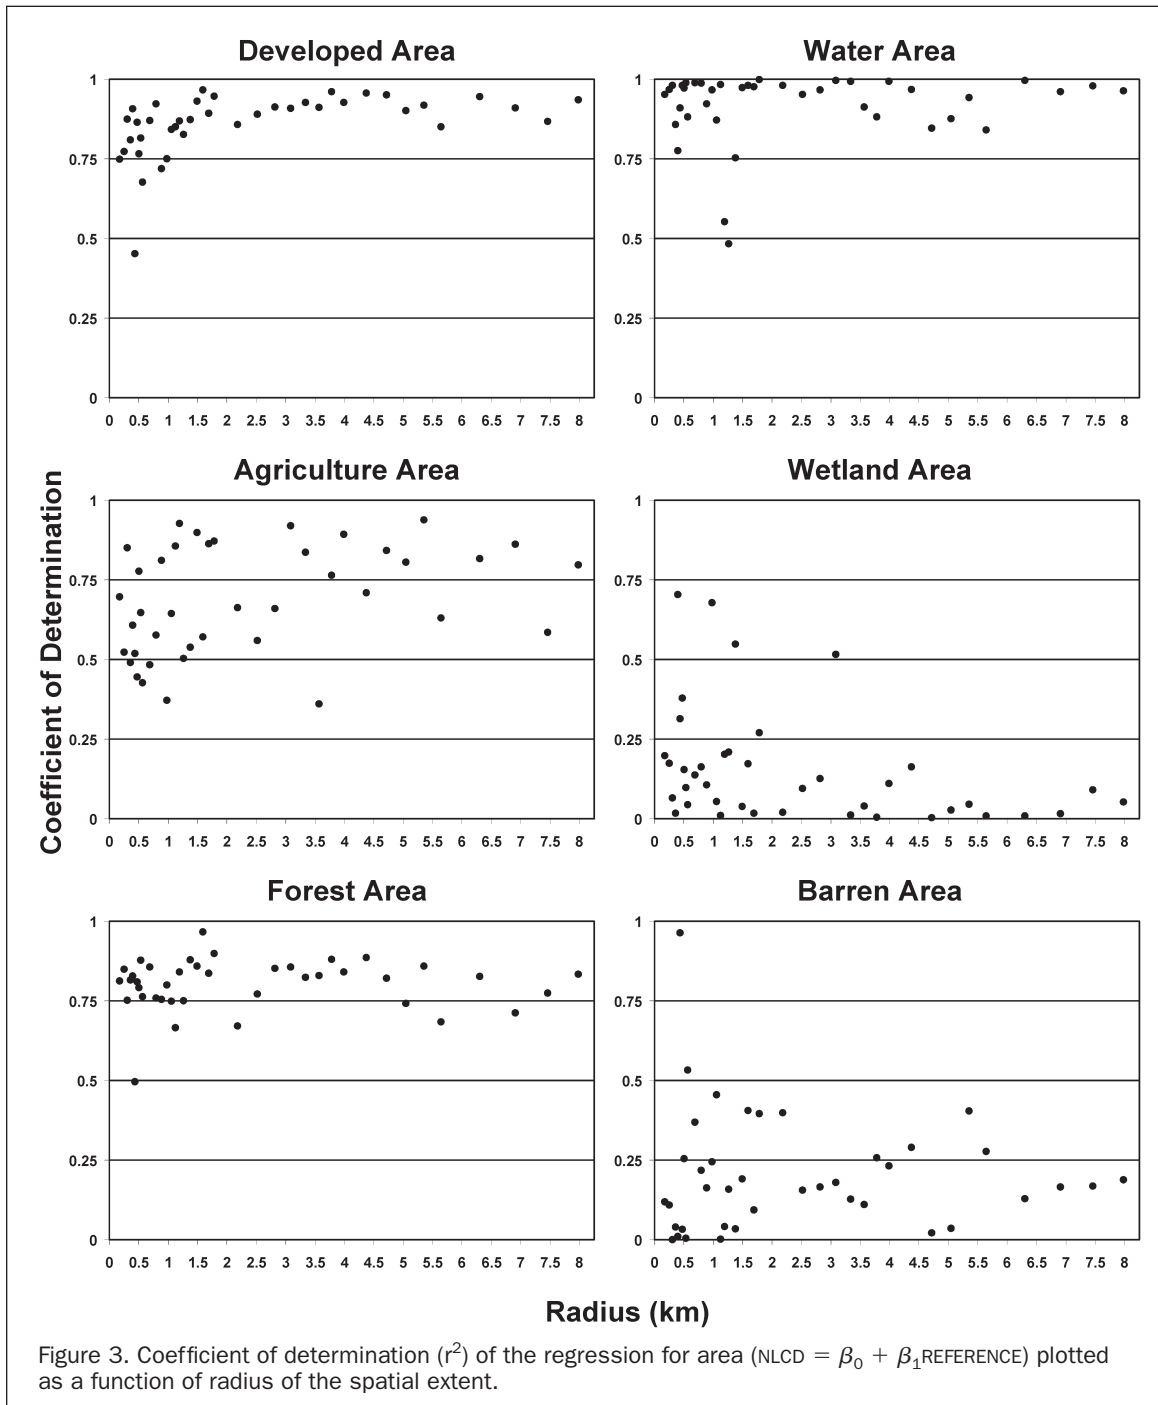 Developed Area
1
0.75
0.5
0.25
0
0 0.5 1 1.5 2 2.5 3 3.5 4 4.5 5 5.5 6 6.5 7 7.5 8
Water Area
1
0.75
0.5
0.25
0
0 0.5 1 1.5 2 2.5 3 3.5 4 4.5 5 5.5 6 6.5 7 7.5 8
Coefficient of Determination
Agriculture Area
1
0.75
0.5
0.25
0
0 0.5 1 1.5 2 2.5 3 3.5 4 4.5 5 5.5 6 6.5 7 7.5 8
Wetland Area
1
0.75
0.5
0.25
0
0 0.5 1 1.5 2 2.5 3 3.5 4 4.5 5 5.5 6 6.5 7 7.5 8
Forest Area
1
0.75
0.5
0.25
0
0 0.5 1 1.5 2 2.5 3 3.5 4 4.5 5 5.5 6 6.5 7 7.5 8
Barren Area
1
0.75
0.5
0.25
0
0 0.5 1 1.5 2 2.5 3 3.5 4 4.5 5 5.5 6 6.5 7 7.5 8
Radius (km)
Figure 3. Coefficient of determination (r²) of the regression for area (NLCD = β₀ + β₁REFERENCE) plotted
as a function of radius of the spatial extent.